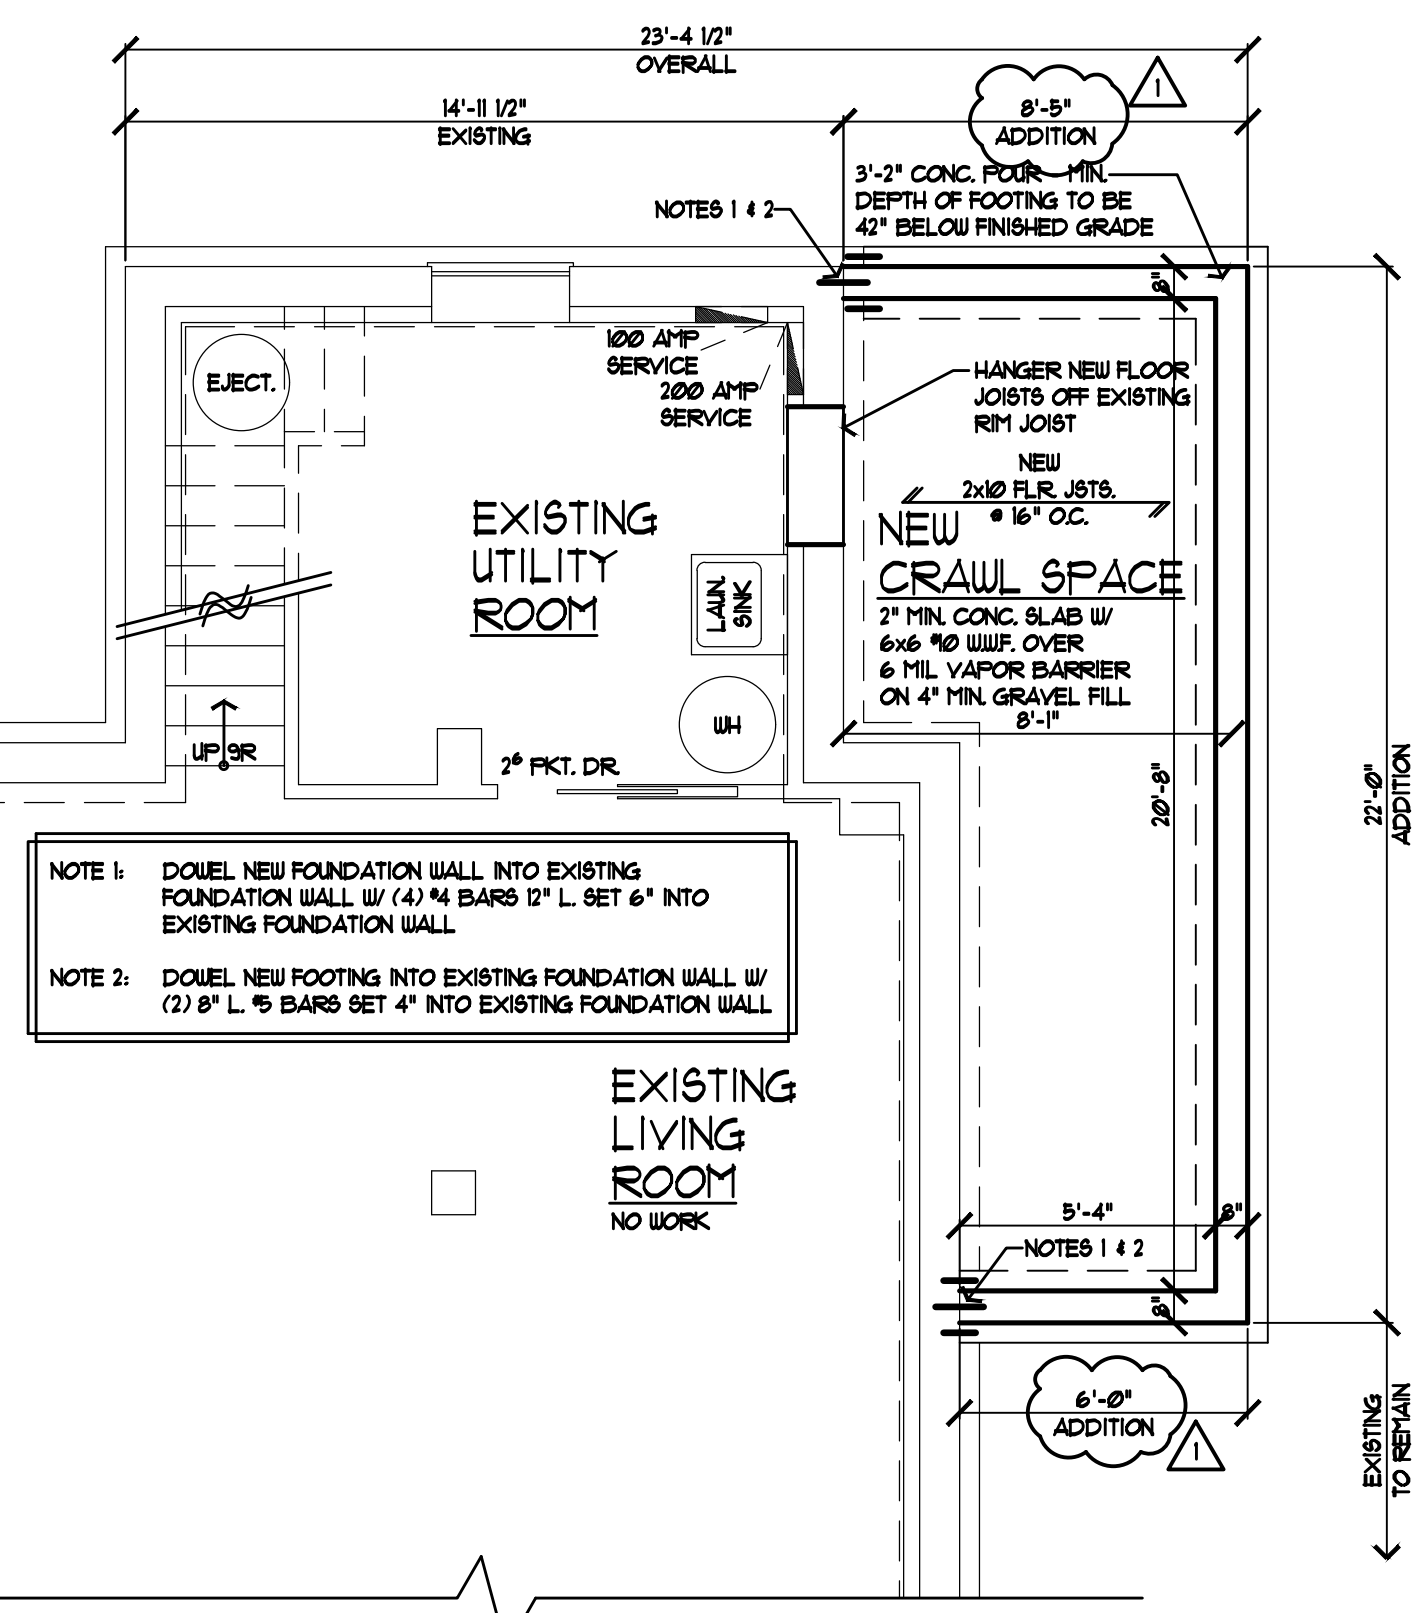 23'-4 1/2"
OVERALL
14'-11 1/2"
EXISTING
8'-5"
ADDITION
1
3'-2" CONC. POUR - MIN.
DEPTH OF FOOTING TO BE
42" BELOW FINISHED GRADE
NOTES 1 & 2
8"
100 AMP
SERVICE
200 AMP
SERVICE
EJECT.
HANGER NEW FLOOR
JOISTS OFF EXISTING
RIM JOIST
NEW
2x10 FLR. JSTS.
@ 16" O.C.
EXISTING
UTILITY
ROOM
NEW
CRAWL SPACE
2" MIN. CONC. SLAB W/
6x6 #10 W.W.F. OVER
6 MIL VAPOR BARRIER
ON 4" MIN. GRAVEL FILL
8'-1"
LAUN.
SINK
WH
UP 9R
2⁶ PKT. DR.
20'-8"
22'-0"
ADDITION
NOTE 1: DOWEL NEW FOUNDATION WALL INTO EXISTING
FOUNDATION WALL W/ (4) #4 BARS 12" L. SET 6" INTO
EXISTING FOUNDATION WALL
NOTE 2: DOWEL NEW FOOTING INTO EXISTING FOUNDATION WALL W/
(2) 8" L. #5 BARS SET 4" INTO EXISTING FOUNDATION WALL
EXISTING
LIVING
ROOM
NO WORK
5'-4"
8"
NOTES 1 & 2
8"
6'-0"
ADDITION
1
EXISTING
TO REMAIN